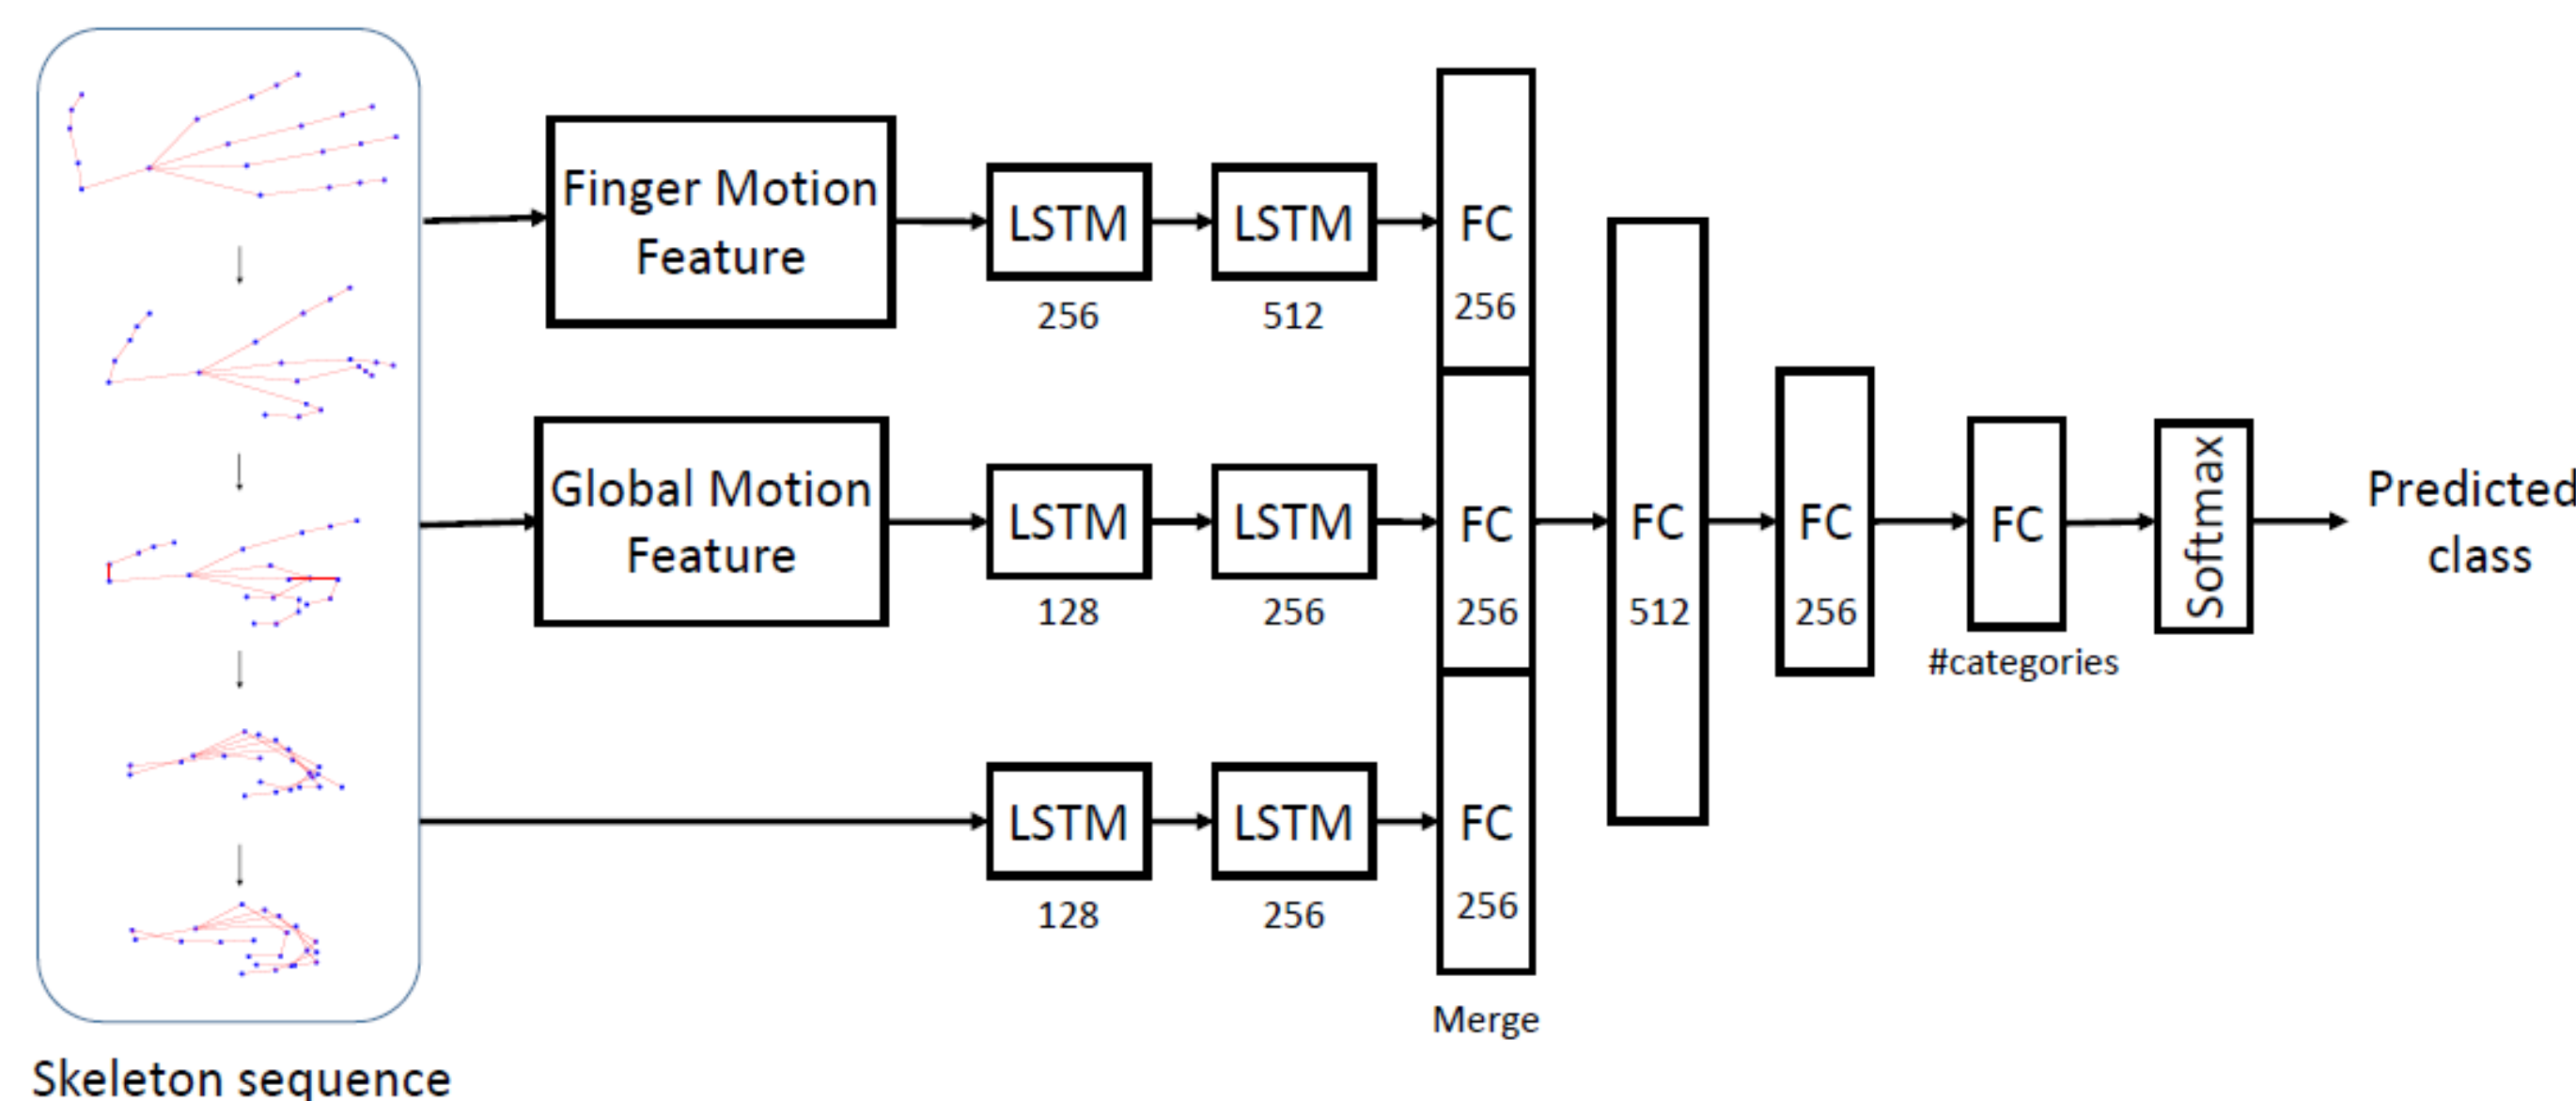 Finger Motion
Feature
LSTM
256
LSTM
512
FC
256
Global Motion
Feature
LSTM
128
LSTM
256
FC
256
LSTM
128
LSTM
256
FC
256
Merge
FC
512
FC
256
FC
#categories
Softmax
Predicted
class
Skeleton sequence